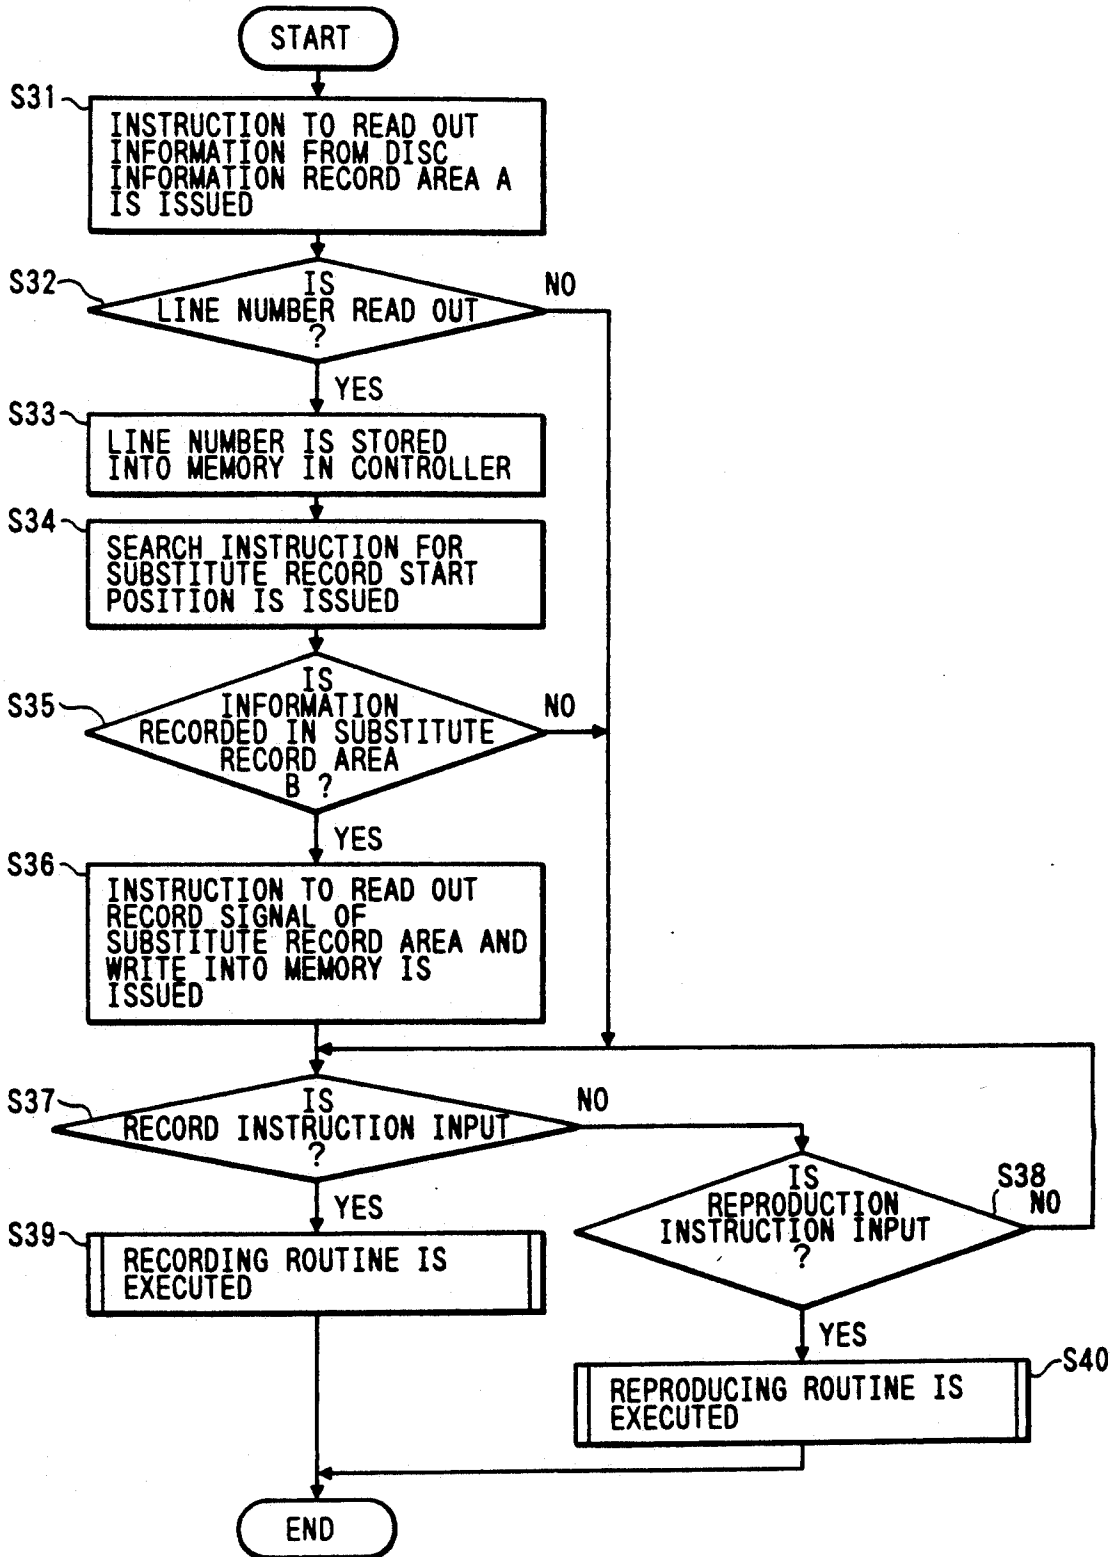 START
S31
INSTRUCTION TO READ OUT
INFORMATION FROM DISC
INFORMATION RECORD AREA A
IS ISSUED
S32
IS
LINE NUMBER READ OUT
?
NO
YES
S33
LINE NUMBER IS STORED
INTO MEMORY IN CONTROLLER
S34
SEARCH INSTRUCTION FOR
SUBSTITUTE RECORD START
POSITION IS ISSUED
S35
IS
INFORMATION
RECORDED IN SUBSTITUTE
RECORD AREA
B ?
NO
YES
S36
INSTRUCTION TO READ OUT
RECORD SIGNAL OF
SUBSTITUTE RECORD AREA AND
WRITE INTO MEMORY IS
ISSUED
S37
IS
RECORD INSTRUCTION INPUT
?
NO
YES
S38
IS
REPRODUCTION
INSTRUCTION INPUT
?
NO
YES
S39
RECORDING ROUTINE IS
EXECUTED
S40
REPRODUCING ROUTINE IS
EXECUTED
END